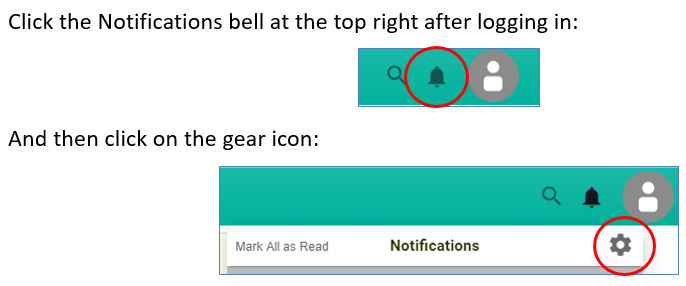 Click the Notifications bell at the top right after logging in:
And then click on the gear icon:
Mark All as Read Notifications